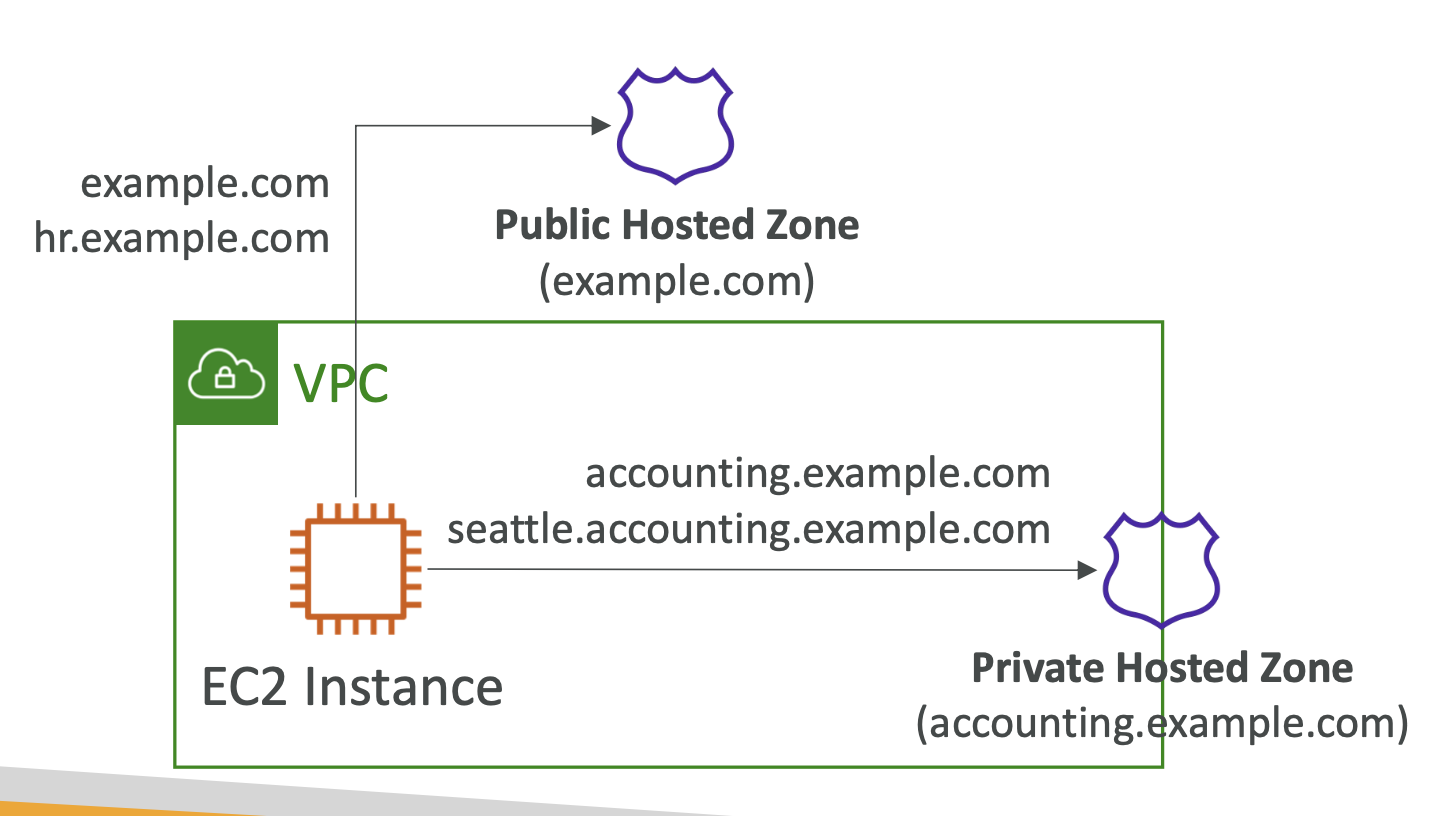 example.com
hr.example.com
Public Hosted Zone
(example.com)
VPC
accounting.example.com
seattle.accounting.example.com
EC2 Instance
Private Hosted Zone
(accounting.example.com)